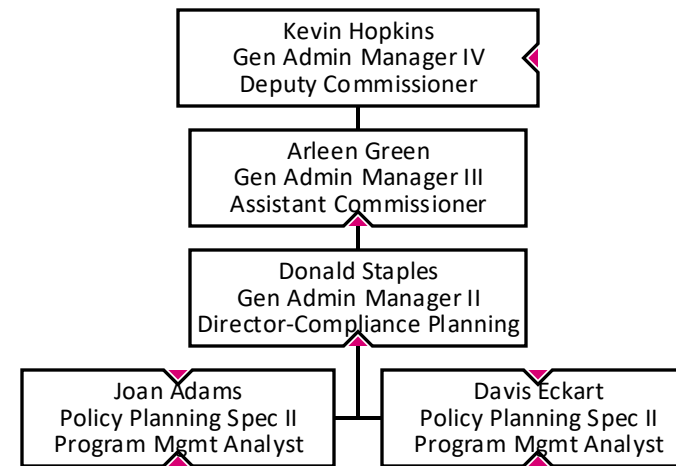 Kevin Hopkins
Gen Admin Manager IV
Deputy Commissioner
Arleen Green
Gen Admin Manager III
Assistant Commissioner
Donald Staples
Gen Admin Manager II
Director-Compliance Planning
Joan Adams
Policy Planning Spec II
Program Mgmt Analyst
Davis Eckart
Policy Planning Spec II
Program Mgmt Analyst